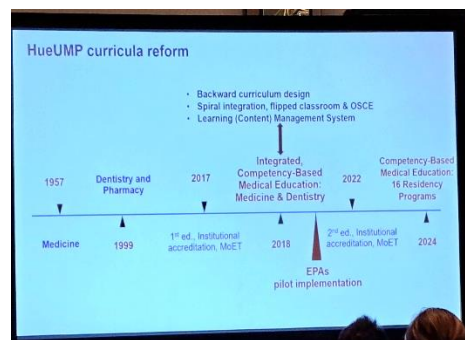 HueUMP curricula reform
• Backward curriculum design
• Spiral integration, flipped classroom & OSCE
• Learning (Content) Management System
1957
Dentistry and
Pharmacy
2017
Integrated,
Competency-Based
Medical Education:
Medicine & Dentistry
2022
Competency-Based
Medical Education:
16 Residency
Programs
Medicine
1999
1st ed., Institutional
accreditation, MoET
2018
2nd ed., Institutional
accreditation, MoET
2024
EPAs
pilot implementation